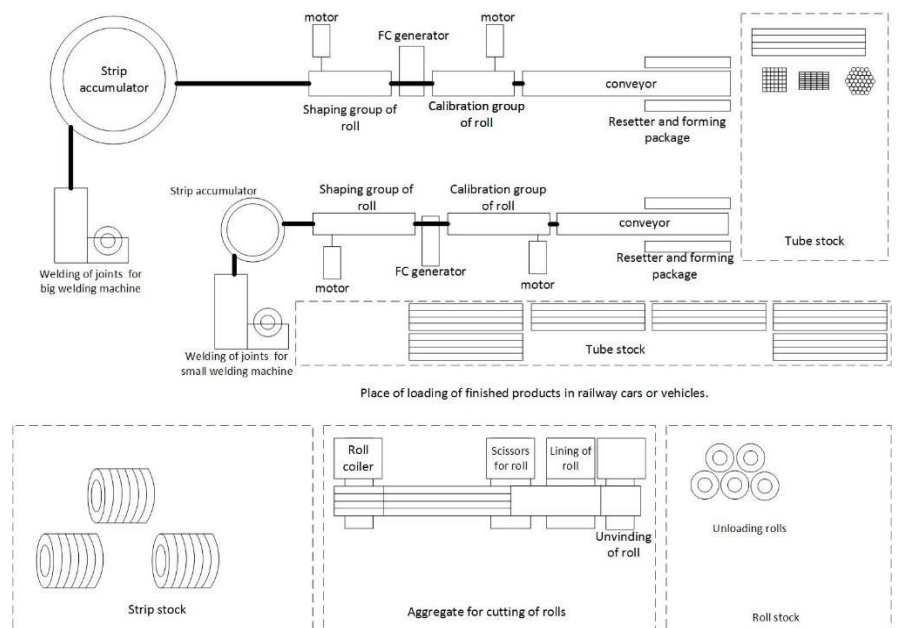 motor
motor
FC generator
Strip
accumulator
conveyor
Shaping group of
roll
Calibration group
of roll
Resetter and forming
package
Strip accumulator
Shaping group of
roll
Calibration group
of roll
conveyor
Tube stock
Welding of joints for
big welding machine
motor
FC generator
motor
Resetter and forming
package
Welding of joints for
small welding machine
Tube stock
Place of loading of finished products in railway cars or vehicles.
Roll
coiler
Scissors
for roll
Lining of
roll
Unvinding
of roll
Unloading rolls
Strip stock
Aggregate for cutting of rolls
Roll stock